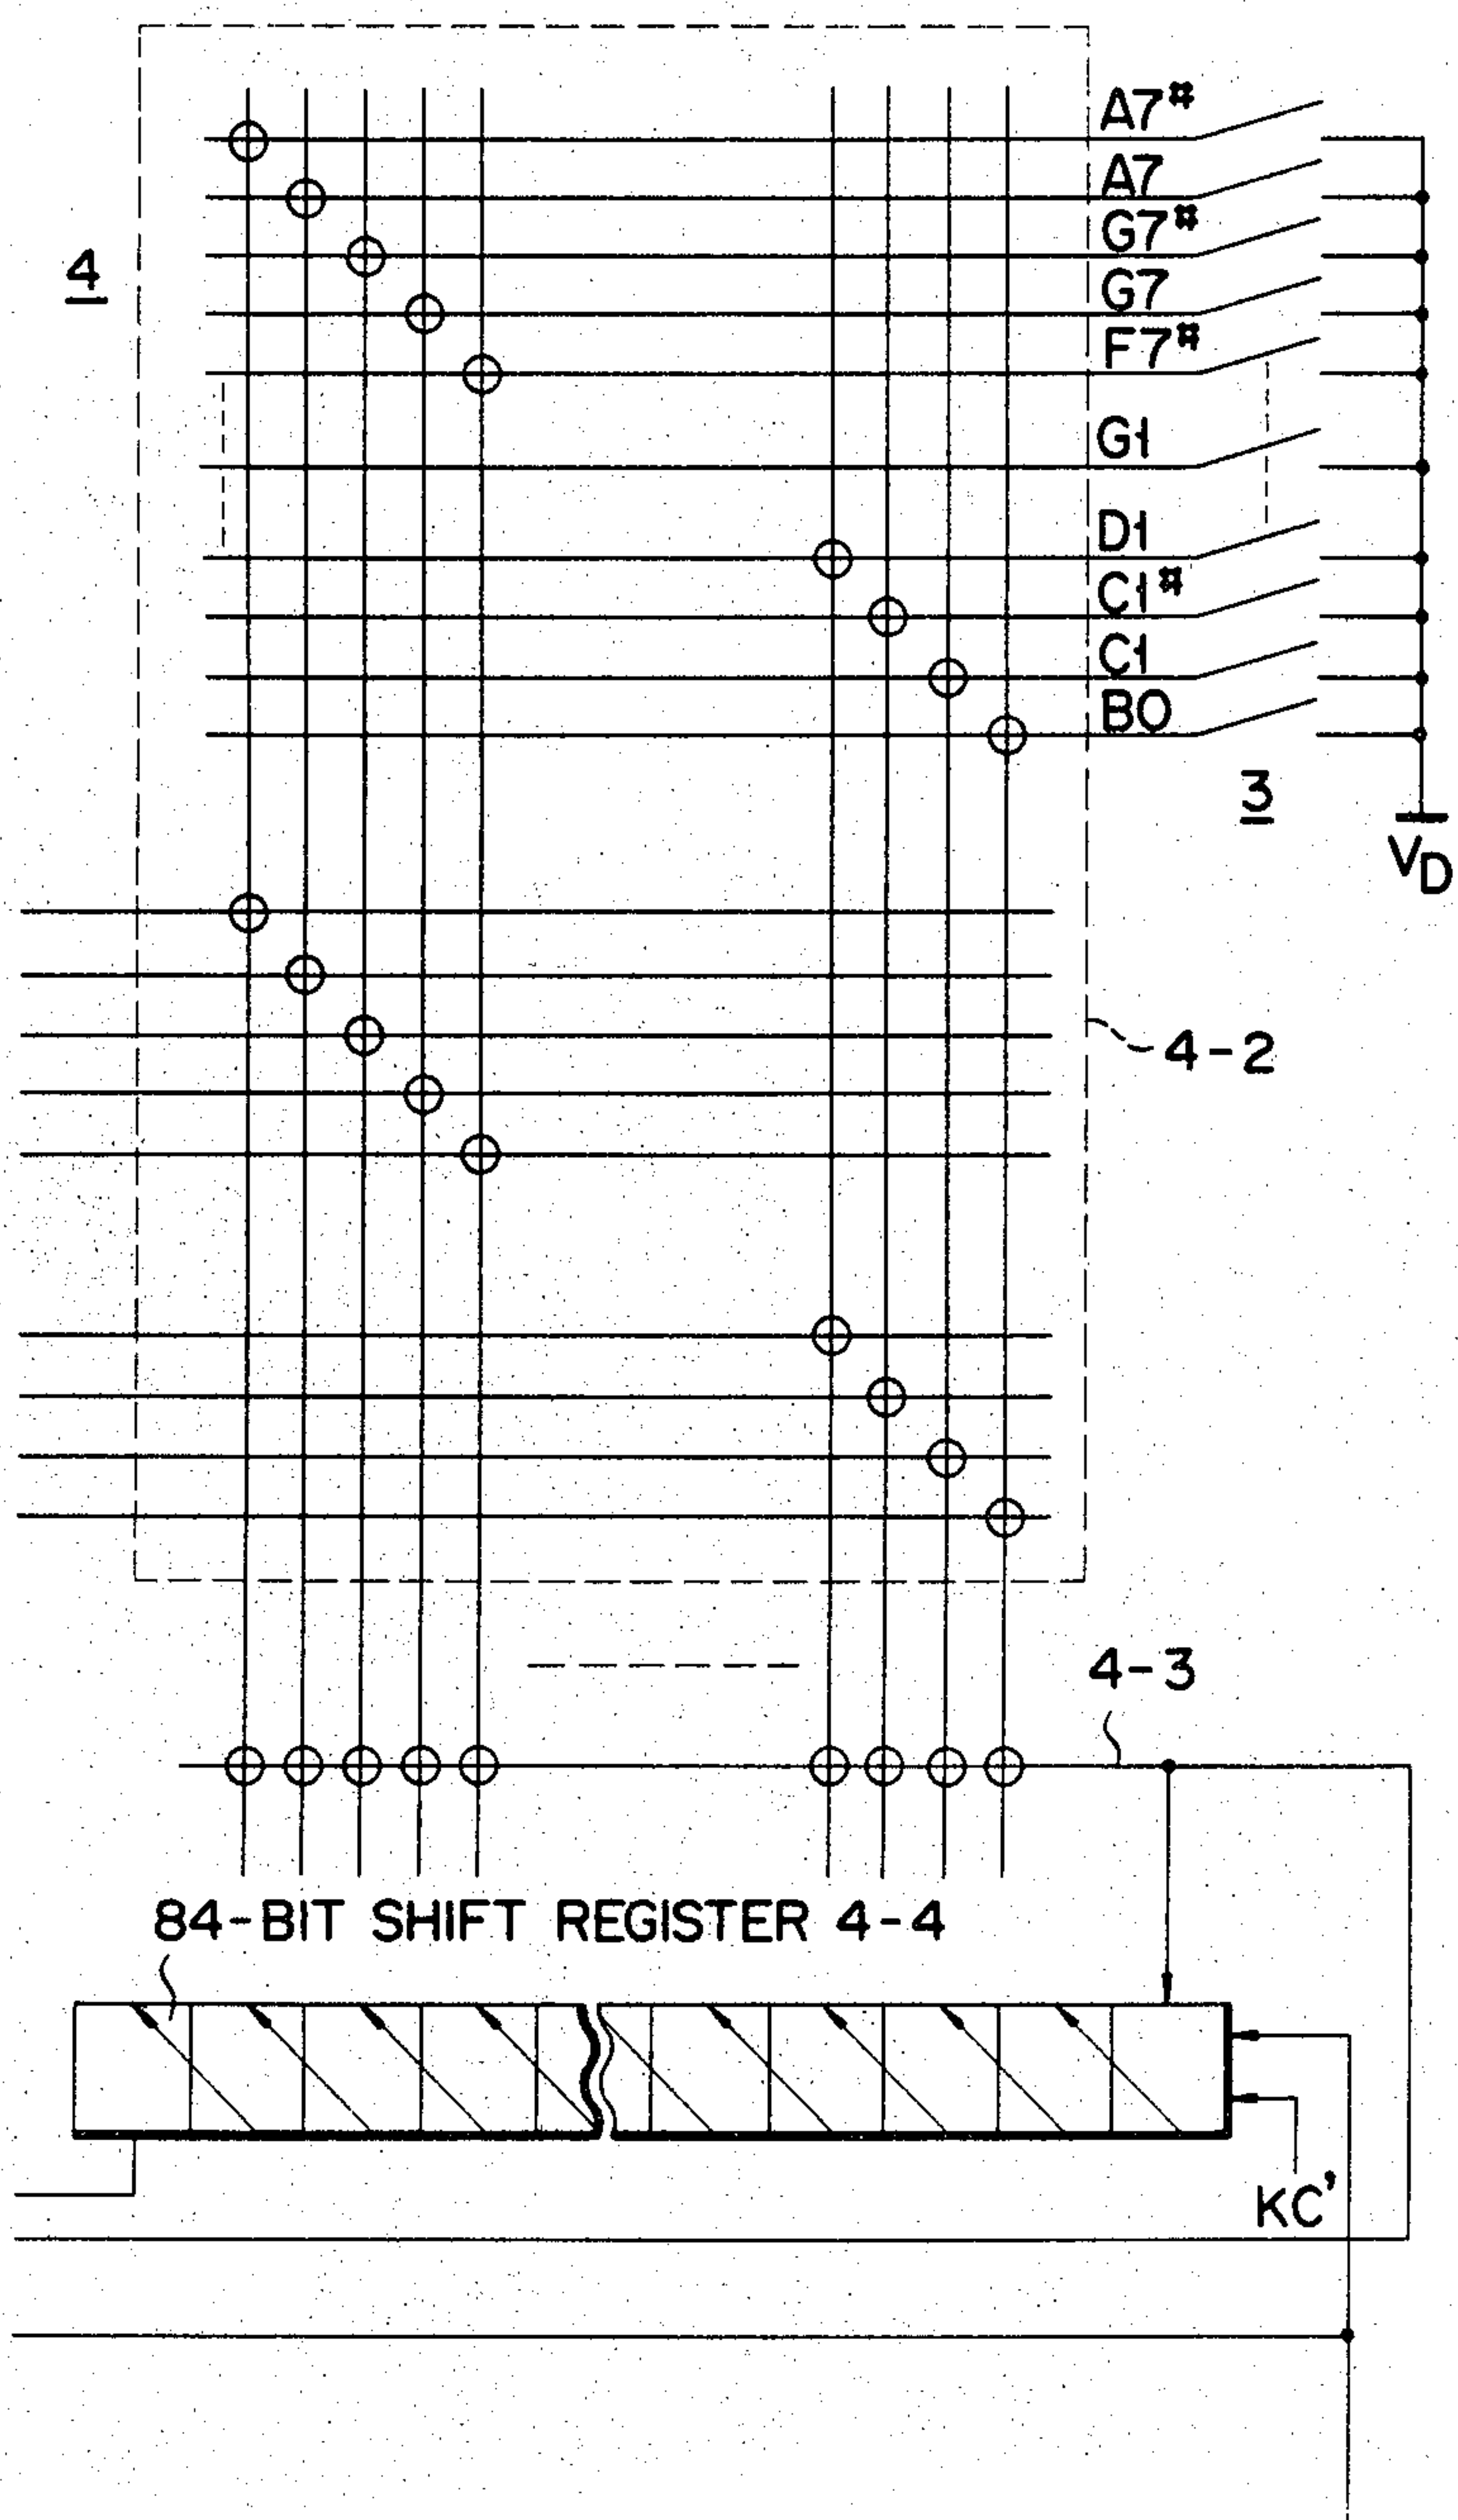 A7#
A7
G7#
4
G7
F7#
G1
D1
C1#
C1
B0
3
VD
4-2
4-3
84-BIT SHIFT REGISTER 4-4
KC'